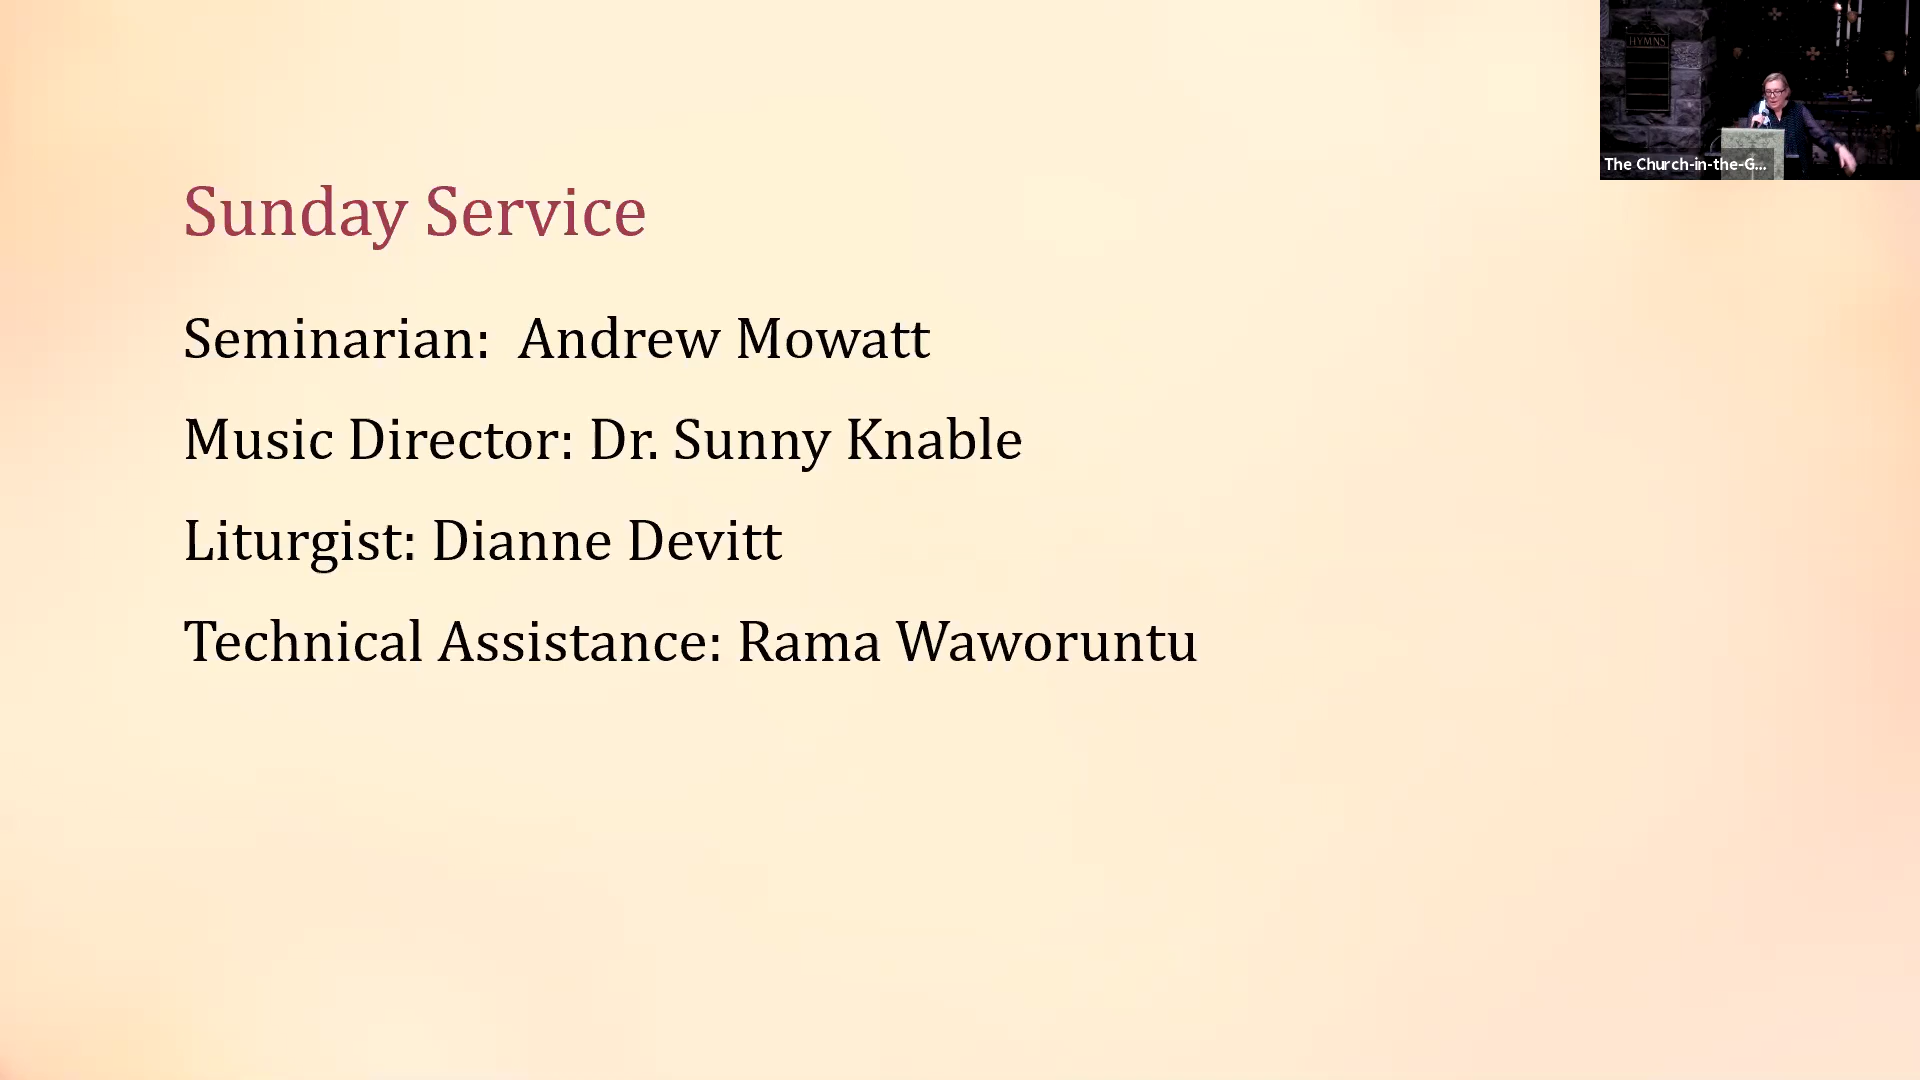 Sunday Service
Seminarian:  Andrew Mowatt
Music Director: Dr. Sunny Knable
Liturgist: Dianne Devitt
Technical Assistance: Rama Waworuntu
HYMNS
The Church-in-the-G...